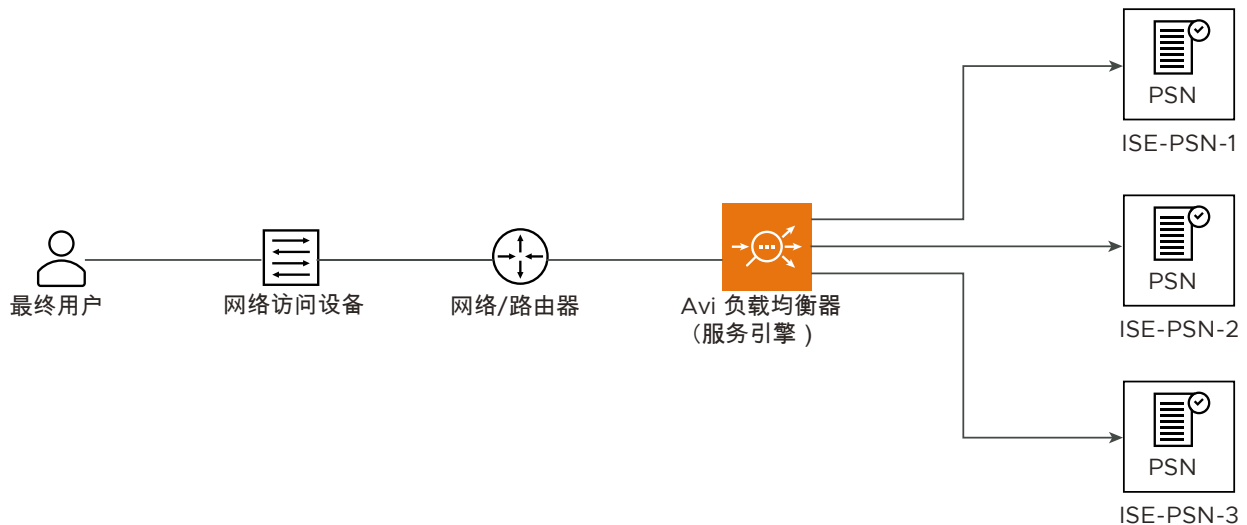 PSN
ISE-PSN-1
最终用户
网络访问设备
网络/路由器
Avi 负载均衡器
（服务引擎）
PSN
ISE-PSN-2
PSN
ISE-PSN-3